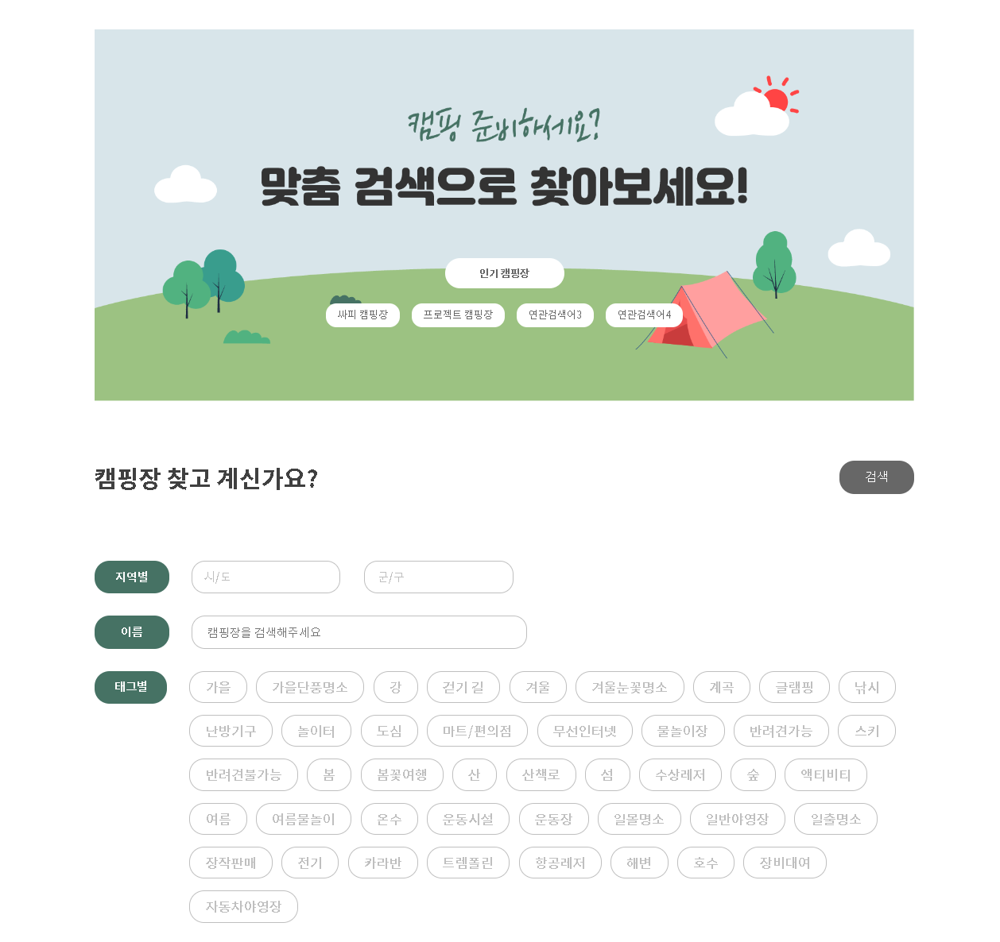 캠핑 준비하세요?
맞춤 검색으로 찾아보세요!
인기 캠핑장
싸피 캠핑장 프로젝트 캠핑장 연관검색어3 연관검색어4
캠핑장 찾고 계신가요? 검색
지역별 시/도 군/구
이름 캠핑장을 검색해주세요
태그별 가을 가을단풍명소 강 걷기 길 겨울 겨울눈꽃명소 계곡 글램핑 낚시
난방기구 놀이터 도심 마트/편의점 무선인터넷 물놀이장 반려견가능 스키
반려견불가능 봄 봄꽃여행 산 산책로 섬 수상레저 숲 액티비티
여름 여름물놀이 온수 운동시설 운동장 일몰명소 일반야영장 일출명소
장작판매 전기 카라반 트렘폴린 항공레저 해변 호수 장비대여
자동차야영장